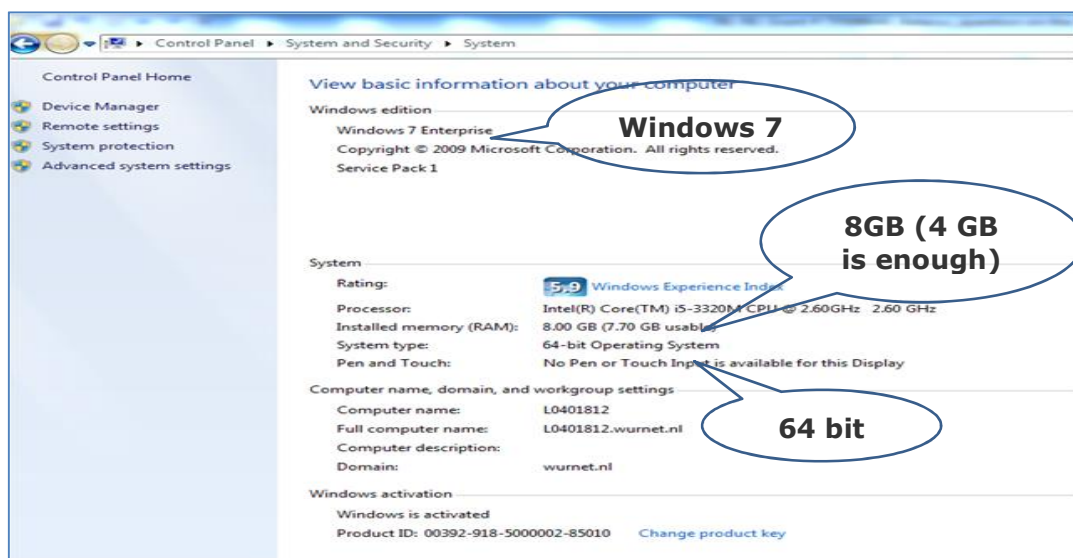 Control Panel ▸ System and Security ▸ System
Control Panel Home
Device Manager
Remote settings
System protection
Advanced system settings
View basic information about your computer
Windows edition
Windows 7 Enterprise
Copyright © 2009 Microsoft Corporation. All rights reserved.
Service Pack 1
Windows 7
8GB (4 GB
is enough)
System
Rating:
5,9 Windows Experience Index
Processor: Intel(R) Core(TM) i5-3320M CPU @ 2.60GHz 2.60 GHz
Installed memory (RAM): 8.00 GB (7.70 GB usable)
System type: 64-bit Operating System
Pen and Touch: No Pen or Touch Input is available for this Display
64 bit
Computer name, domain, and workgroup settings
Computer name: L0401812
Full computer name: L0401812.wurnet.nl
Computer description:
Domain: wurnet.nl
Windows activation
Windows is activated
Product ID: 00392-918-5000002-85010 Change product key